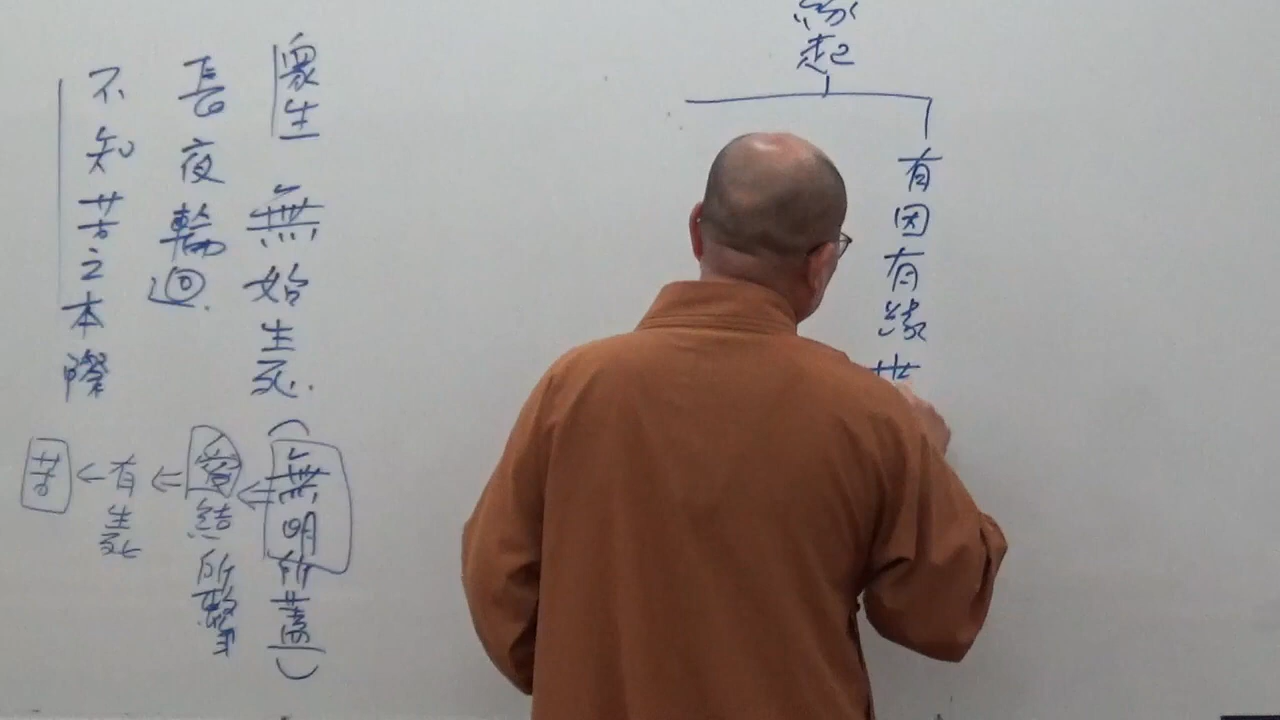 緣起
有因有緣世
眾生無始生死.(無明所蓋)
長夜輪迴.
愛結所繫
不知苦之本際
有生死
苦